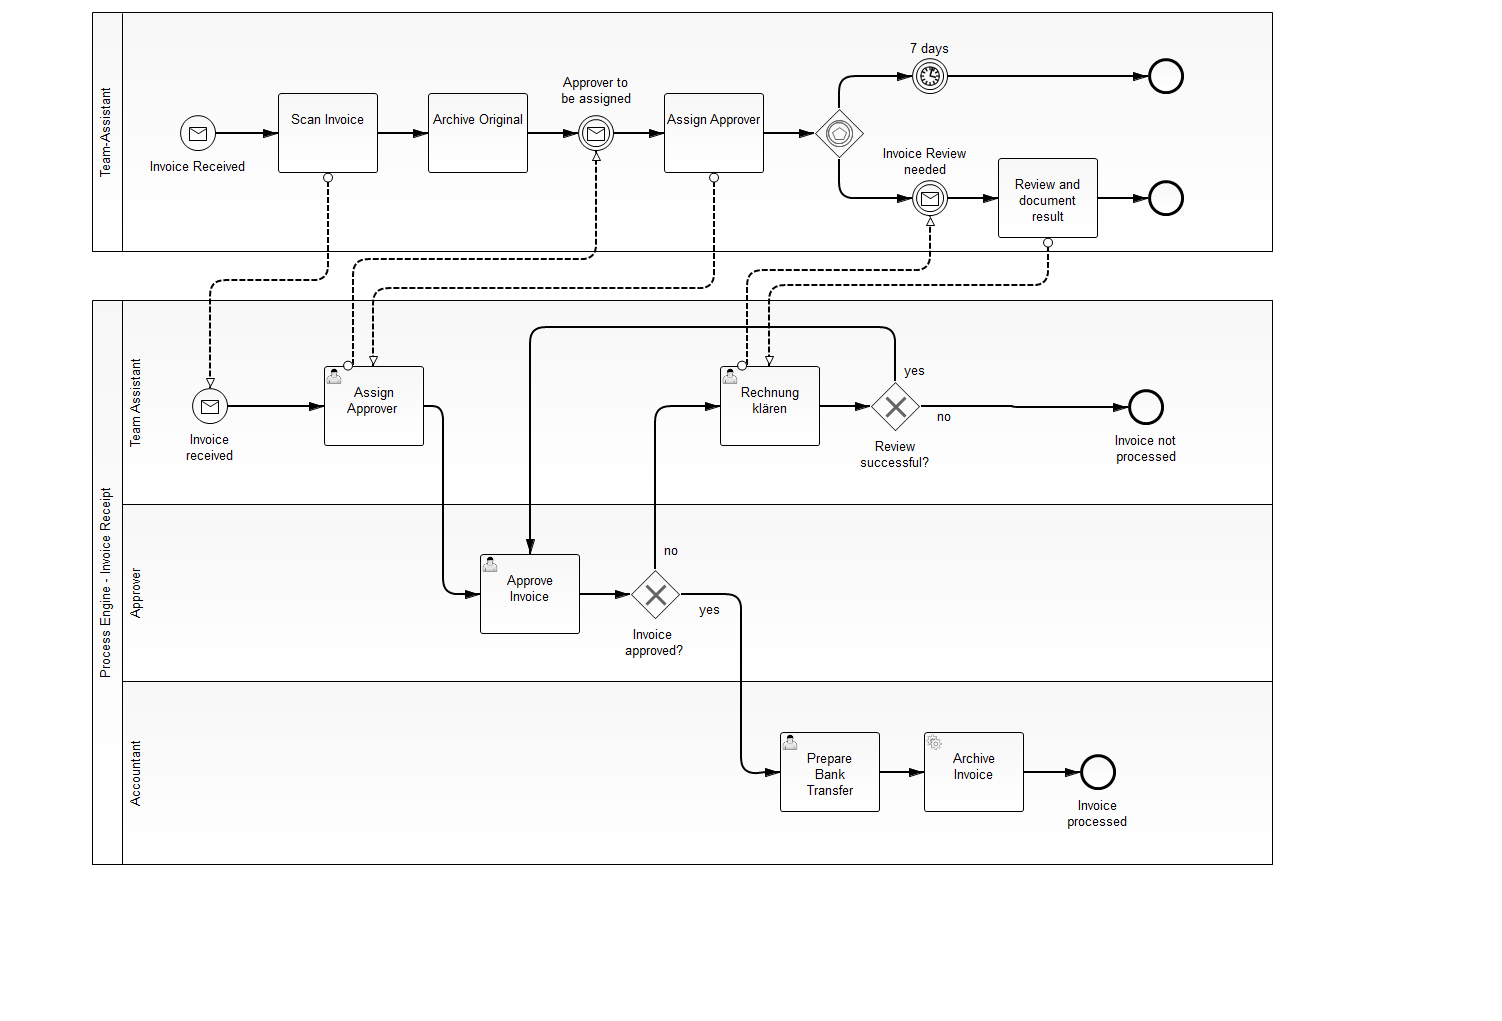 Team-Assistant
Invoice Received
Scan Invoice
Archive Original
Approver to
be assigned
Assign Approver
7 days
Invoice Review
needed
Review and
document
result
Process Engine - Invoice Receipt
Team Assistant
Invoice
received
Assign
Approver
Rechnung
klären
yes
no
Review
successful?
Invoice not
processed
Approver
Approve
Invoice
no
yes
Invoice
approved?
Accountant
Prepare
Bank
Transfer
Archive
Invoice
Invoice
processed